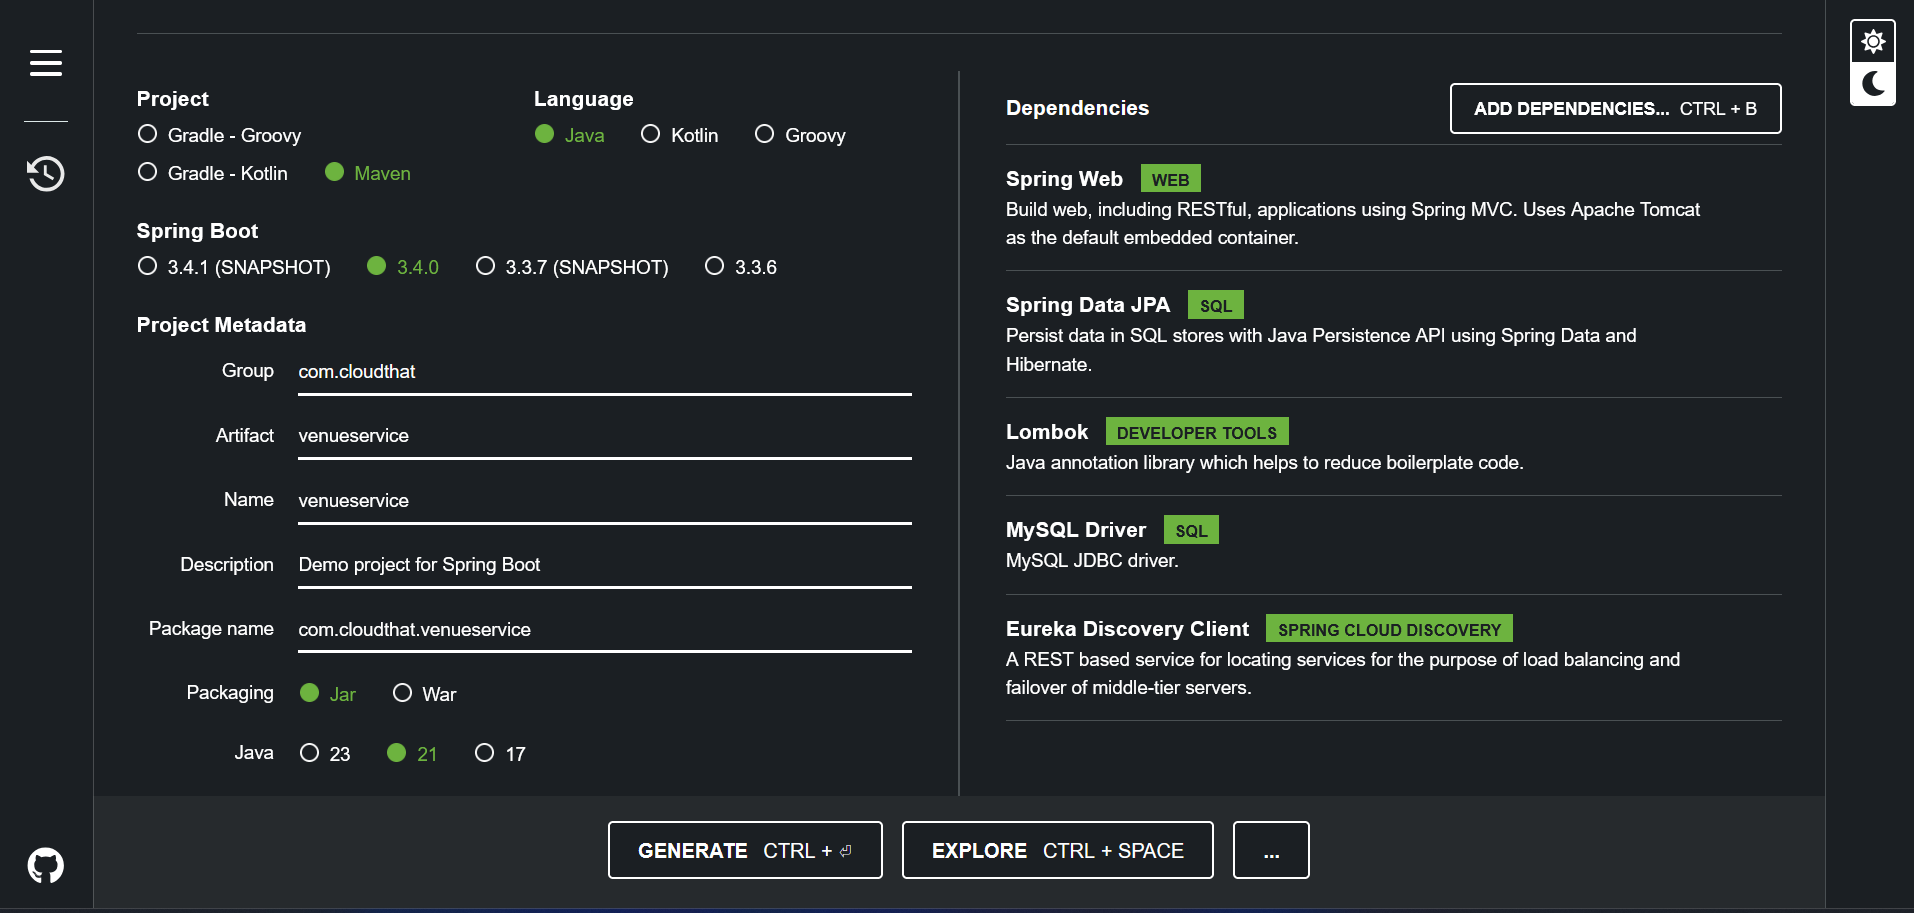 Project
Gradle - Groovy
Gradle - Kotlin Maven
Language
Java Kotlin Groovy
Spring Boot
3.4.1 (SNAPSHOT) 3.4.0 3.3.7 (SNAPSHOT) 3.3.6
Project Metadata
Group com.cloudthat
Artifact venueservice
Name venueservice
Description Demo project for Spring Boot
Package name com.cloudthat.venueservice
Packaging Jar War
Java 23 21 17
Dependencies ADD DEPENDENCIES... CTRL + B
Spring Web WEB
Build web, including RESTful, applications using Spring MVC. Uses Apache Tomcat
as the default embedded container.
Spring Data JPA SQL
Persist data in SQL stores with Java Persistence API using Spring Data and
Hibernate.
Lombok DEVELOPER TOOLS
Java annotation library which helps to reduce boilerplate code.
MySQL Driver SQL
MySQL JDBC driver.
Eureka Discovery Client SPRING CLOUD DISCOVERY
A REST based service for locating services for the purpose of load balancing and
failover of middle-tier servers.
GENERATE CTRL + ⏎ EXPLORE CTRL + SPACE ...